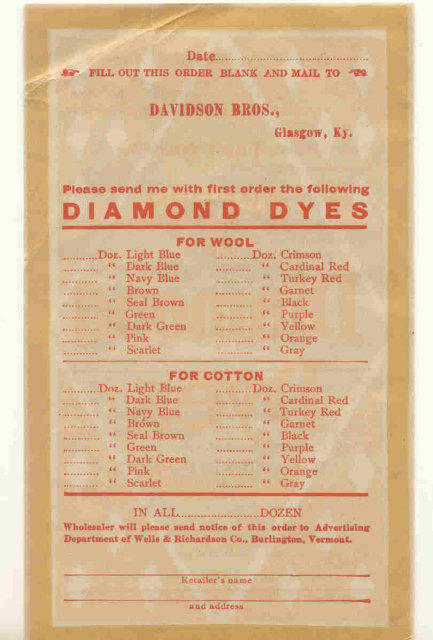 Date........................................
FILL OUT THIS ORDER BLANK AND MAIL TO
DAVIDSON BROS.,
Glasgow, Ky.
Please send me with first order the following
DIAMOND DYES
FOR WOOL
..........Doz. Light Blue ..........Doz. Crimson
.......... “ Dark Blue .......... “ Cardinal Red
.......... “ Navy Blue .......... “ Turkey Red
.......... “ Brown .......... “ Garnet
.......... “ Seal Brown .......... “ Black
.......... “ Green .......... “ Purple
.......... “ Dark Green .......... “ Yellow
.......... “ Pink .......... “ Orange
.......... “ Scarlet .......... “ Gray
FOR COTTON
..........Doz. Light Blue ..........Doz. Crimson
.......... “ Dark Blue .......... “ Cardinal Red
.......... “ Navy Blue .......... “ Turkey Red
.......... “ Brown .......... “ Garnet
.......... “ Seal Brown .......... “ Black
.......... “ Green .......... “ Purple
.......... “ Dark Green .......... “ Yellow
.......... “ Pink .......... “ Orange
.......... “ Scarlet .......... “ Gray
IN ALL......................DOZEN
Wholesaler will please send notice of this order to Advertising
Department of Wells & Richardson Co., Burlington, Vermont.
Retailer's name
and address